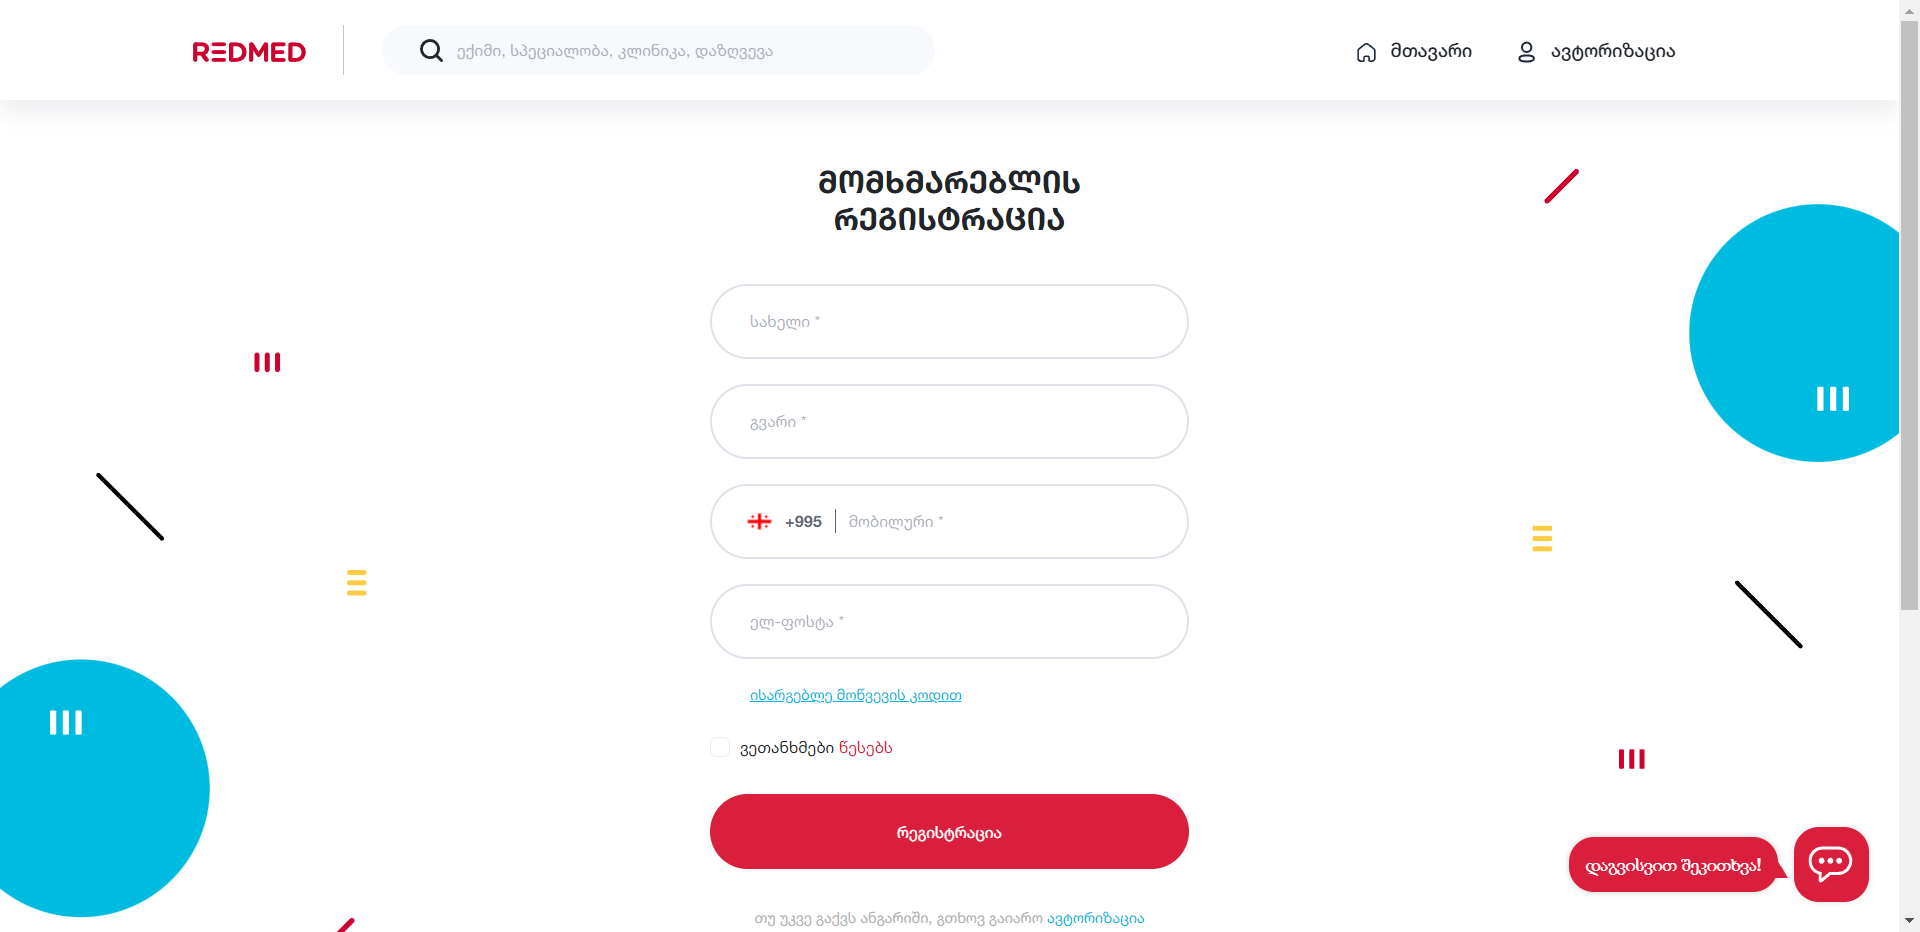 REDMED
ექიმი, სპეციალობა, კლინიკა, დაზღვევა
მთავარი
ავტორიზაცია
მომხმარებლის
რეგისტრაცია
სახელი *
გვარი *
+995
მობილური *
ელ-ფოსტა *
ისარგებლე მოწვევის კოდით
ვეთანხმები წესებს
რეგისტრაცია
დაგვისვით შეკითხვა!
თუ უკვე გაქვს ანგარიში, გთხოვ გაიარო ავტორიზაცია